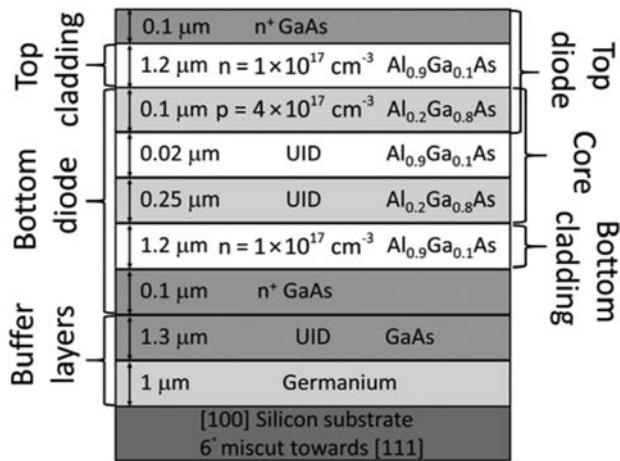 0.1 μm n⁺ GaAs
1.2 μm n = 1×10¹⁷ cm⁻³ Al₀.₉Ga₀.₁As
0.1 μm p = 4×10¹⁷ cm⁻³ Al₀.₂Ga₀.₈As
0.02 μm UID Al₀.₉Ga₀.₁As
0.25 μm UID Al₀.₂Ga₀.₈As
1.2 μm n = 1×10¹⁷ cm⁻³ Al₀.₉Ga₀.₁As
0.1 μm n⁺ GaAs
1.3 μm UID GaAs
1 μm Germanium
[100] Silicon substrate
6° miscut towards [111]
Top
cladding
Bottom
diode
Buffer
layers
Top
diode
Core
Bottom
cladding